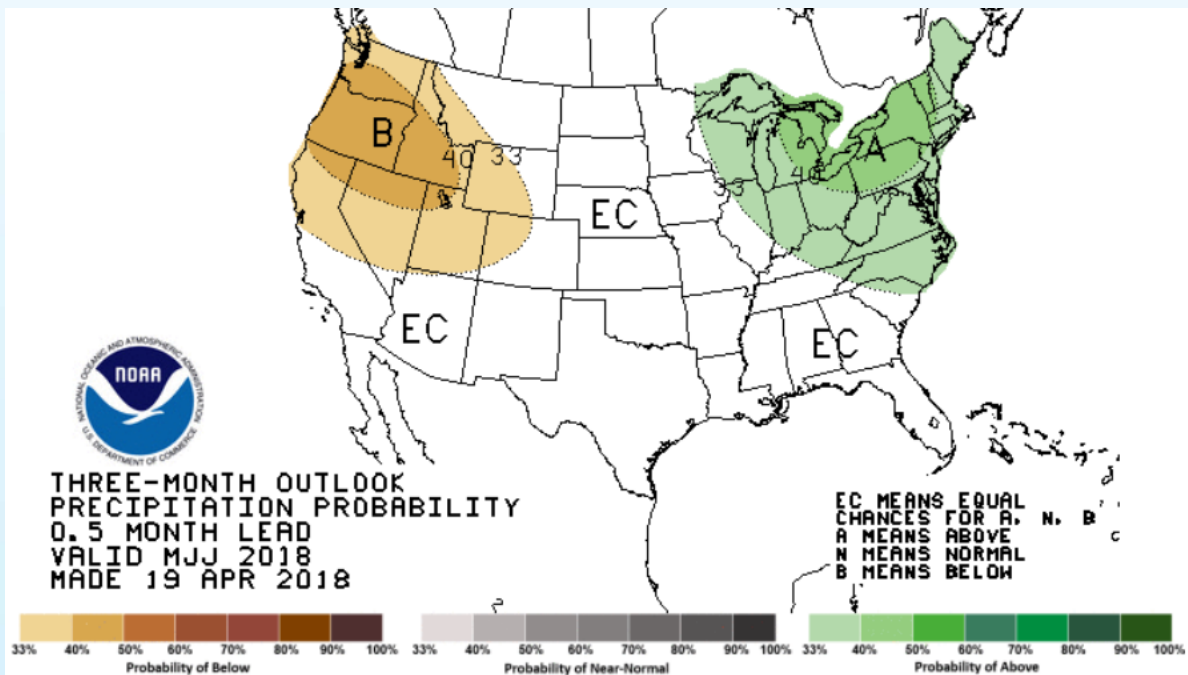 B
40
33
EC
33
40
A
EC
EC
NATIONAL OCEANIC AND ATMOSPHERIC ADMINISTRATION
NOAA
U.S. DEPARTMENT OF COMMERCE
THREE-MONTH OUTLOOK
PRECIPITATION PROBABILITY
0.5 MONTH LEAD
VALID MJJ 2018
MADE 19 APR 2018
EC MEANS EQUAL
CHANCES FOR A, N, B
A MEANS ABOVE
N MEANS NORMAL
B MEANS BELOW
C
33% 40% 50% 60% 70% 80% 90% 100%
Probability of Below
33% 40% 50% 60% 70% 80% 90% 100%
Probability of Near-Normal
33% 40% 50% 60% 70% 80% 90% 100%
Probability of Above